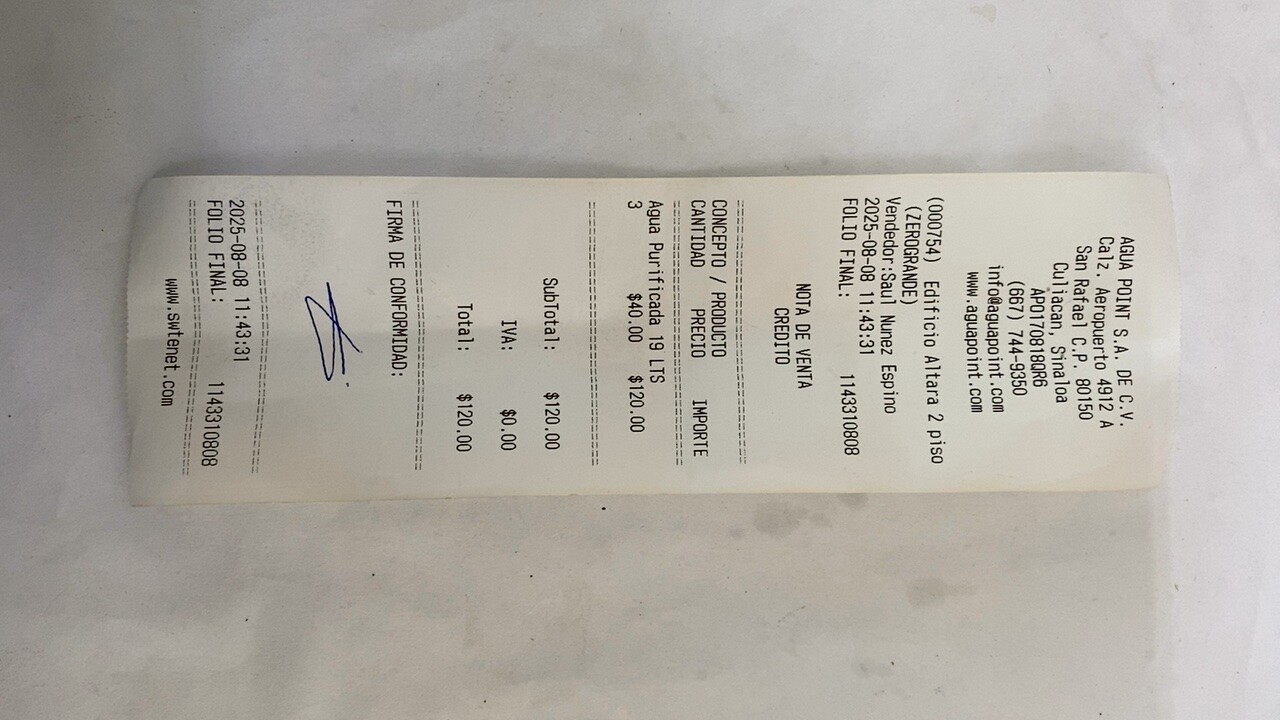 AGUA POINT S.A. DE C.V.
Calz. Aeropuerto 4912 A
San Rafael C.P. 80150
Culiacan, Sinaloa
APO170818QR6
(667) 744-9350
info@aguapoint.com
www.aguapoint.com
(000754) Edificio Altara 2 piso
(ZEROGRANDE)
Vendedor:Saul Nunez Espino
2025-08-08 11:43:31
FOLIO FINAL: 1143310808
NOTA DE VENTA
CREDITO
CONCEPTO / PRODUCTO
CANTIDAD PRECIO IMPORTE
Agua Purificada 19 LTS
3 $40.00 $120.00
SubTotal: $120.00
IVA: $0.00
Total: $120.00
FIRMA DE CONFORMIDAD:
2025-08-08 11:43:31
FOLIO FINAL: 1143310808
www.swtenet.com